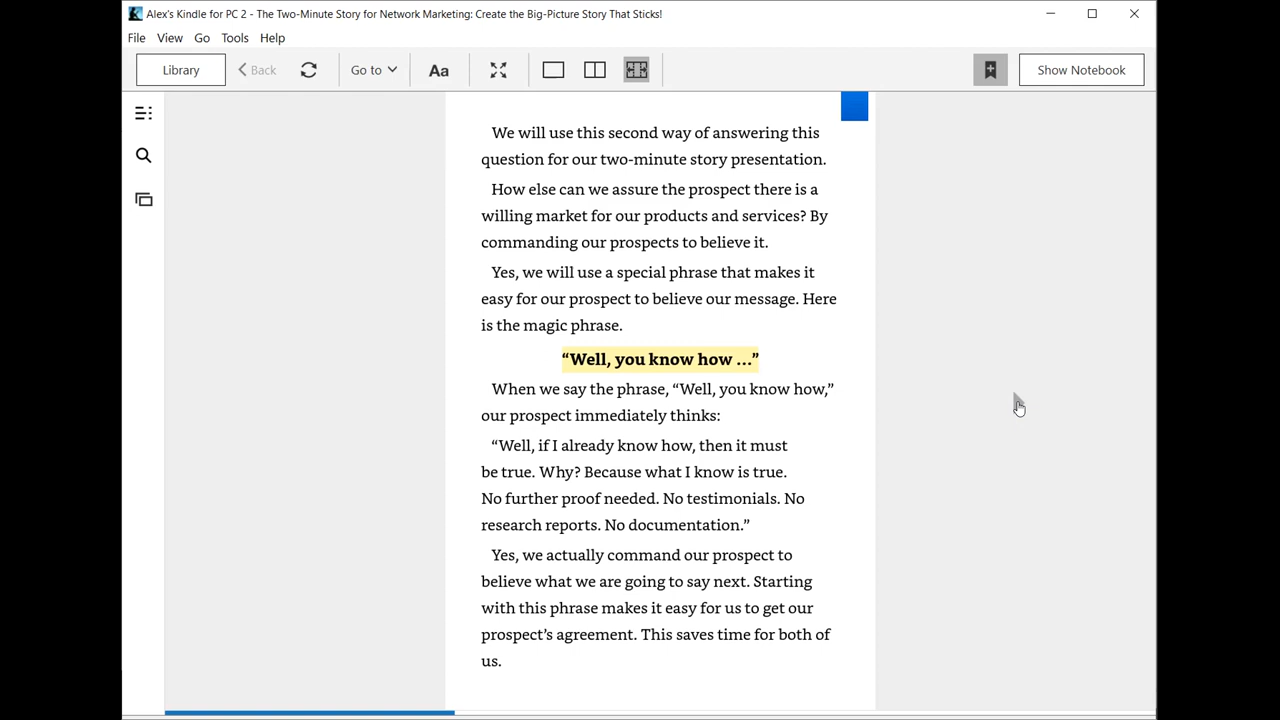 Alex's Kindle for PC 2 - The Two-Minute Story for Network Marketing: Create the Big-Picture Story That Sticks!
File View Go Tools Help
Library Back Go to Aa Show Notebook
We will use this second way of answering this
question for our two-minute story presentation.
How else can we assure the prospect there is a
willing market for our products and services? By
commanding our prospects to believe it.
Yes, we will use a special phrase that makes it
easy for our prospect to believe our message. Here
is the magic phrase.
“Well, you know how …”
When we say the phrase, “Well, you know how,”
our prospect immediately thinks:
“Well, if I already know how, then it must
be true. Why? Because what I know is true.
No further proof needed. No testimonials. No
research reports. No documentation.”
Yes, we actually command our prospect to
believe what we are going to say next. Starting
with this phrase makes it easy for us to get our
prospect’s agreement. This saves time for both of
us.